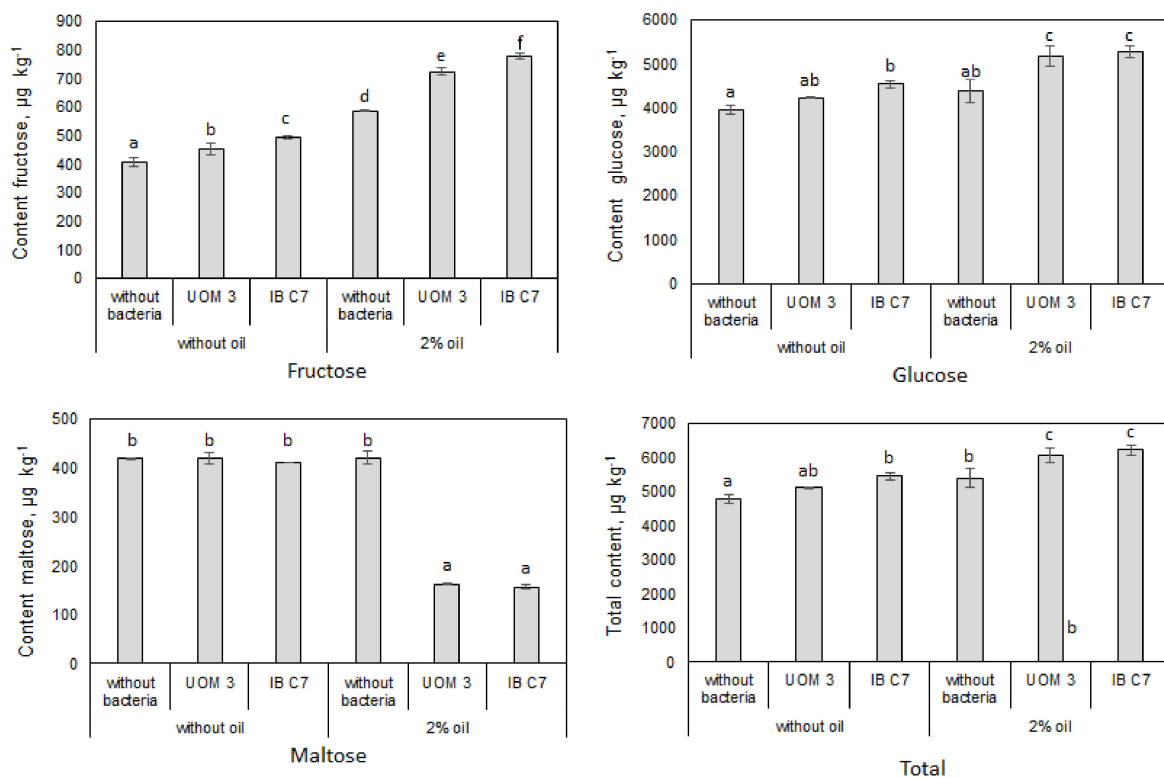 Content fructose, µg kg-1
900
800
700
600
500
400
300
200
100
0
a
b
c
d
e
f
without bacteria
UOM 3
IB C7
without bacteria
UOM 3
IB C7
without oil
2% oil
Fructose
Content glucose, µg kg-1
6000
5000
4000
3000
2000
1000
0
a
ab
b
ab
c
c
without bacteria
UOM 3
IB C7
without bacteria
UOM 3
IB C7
without oil
2% oil
Glucose
Content maltose, µg kg-1
500
400
300
200
100
0
b
b
b
b
a
a
without bacteria
UOM 3
IB C7
without bacteria
UOM 3
IB C7
without oil
2% oil
Maltose
Total content, µg kg-1
7000
6000
5000
4000
3000
2000
1000
0
a
ab
b
b
c
c
b
without bacteria
UOM 3
IB C7
without bacteria
UOM 3
IB C7
without oil
2% oil
Total